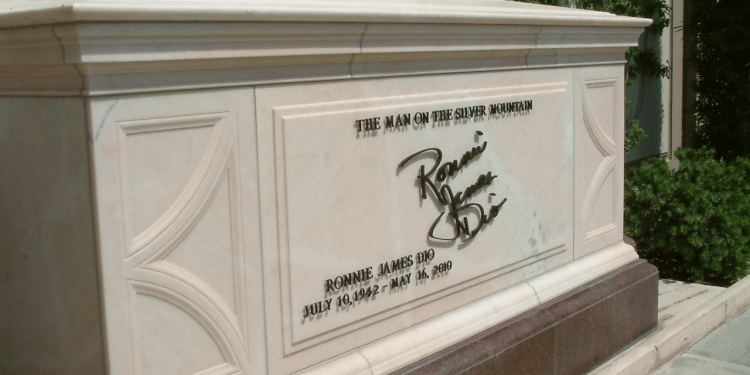 THE MAN ON THE SILVER MOUNTAIN
Ronnie
James
Dio
RONNIE JAMES DIO
JULY 10, 1942 - MAY 16, 2010